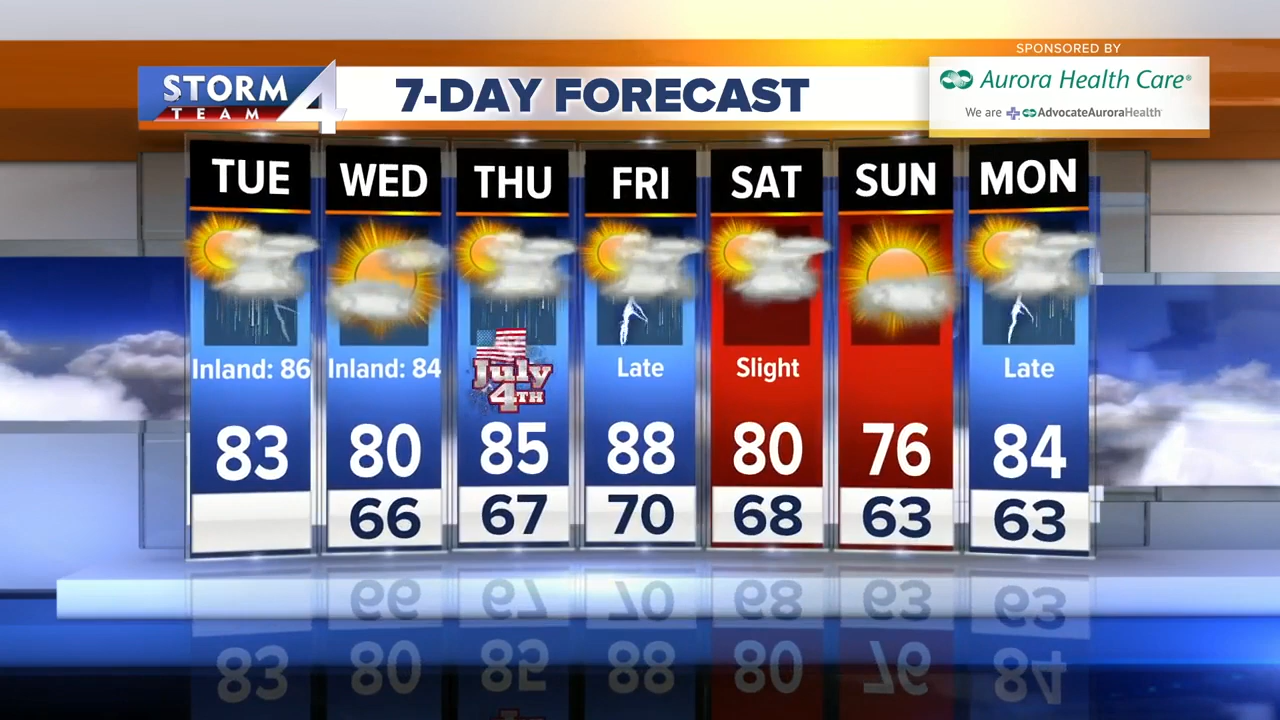 SPONSORED BY
STORM
TEAM
4
7-DAY FORECAST
Aurora Health Care®
We are AdvocateAuroraHealth
TUE
WED
THU
FRI
SAT
SUN
MON
Inland: 86
Inland: 84
July
4TH
Late
Slight
Late
83
80
85
88
80
76
84
66
67
70
68
63
63